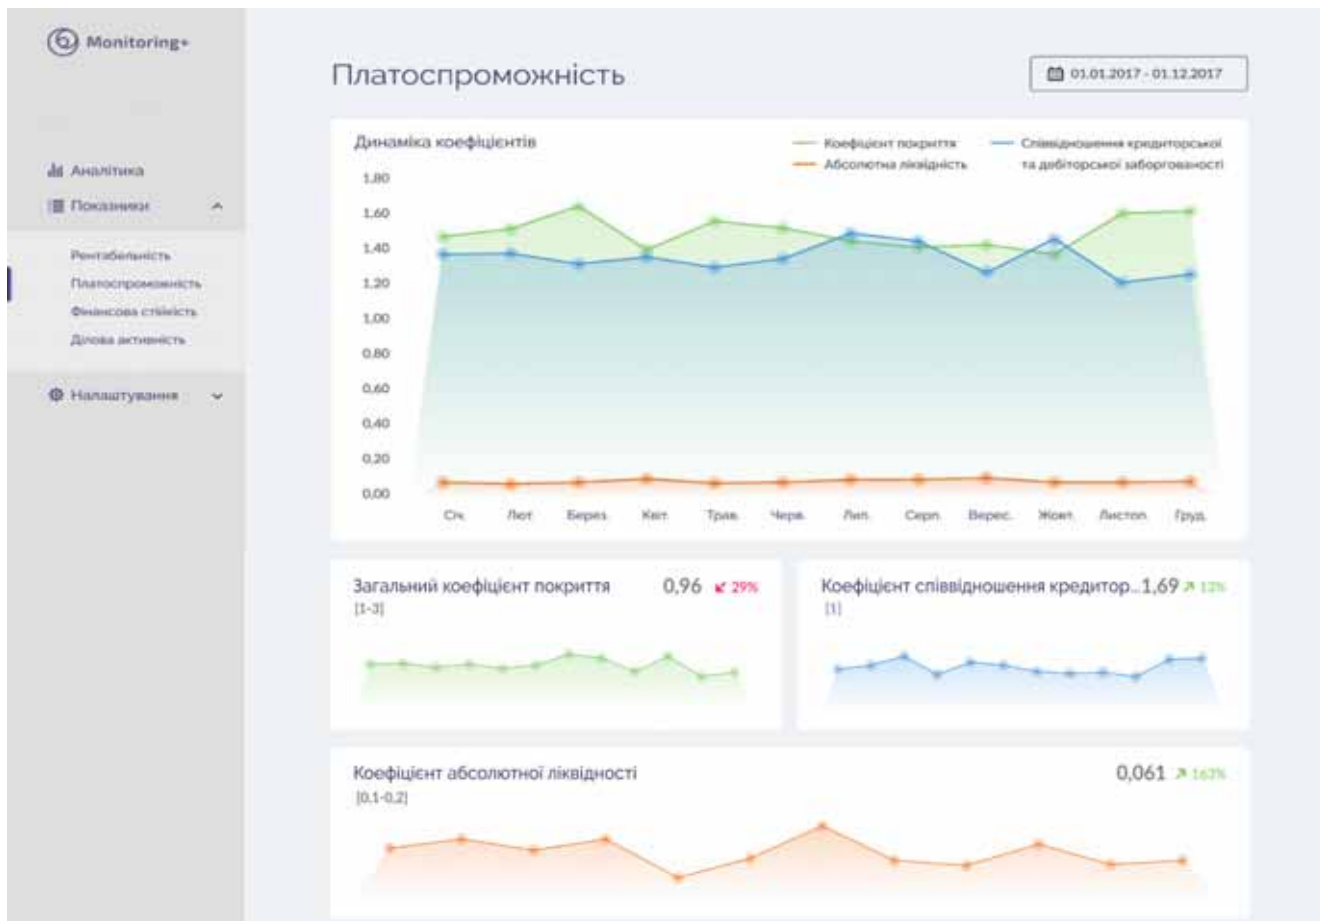 Monitoring+
Аналітика
Показники
Рентабельність
Платоспроможність
Фінансова стійкість
Ділова активність
Налаштування
Платоспроможність
01.01.2017 - 01.12.2017
Динаміка коефіцієнтів
Коефіцієнт покриття
Абсолютна ліквідність
Співвідношення кредиторської
та дебіторської заборгованості
1.80
1.60
1.40
1.20
1.00
0.80
0.60
0.40
0.20
0.00
Січ. Лют. Берез. Квіт. Трав. Черв. Лип. Серп. Верес. Жовт. Листоп. Груд.
Загальний коефіцієнт покриття 0,96 29%
[1-3]
Коефіцієнт співвідношення кредитор...1,69 13%
[1]
Коефіцієнт абсолютної ліквідності 0,061 163%
[0.1-0,2]